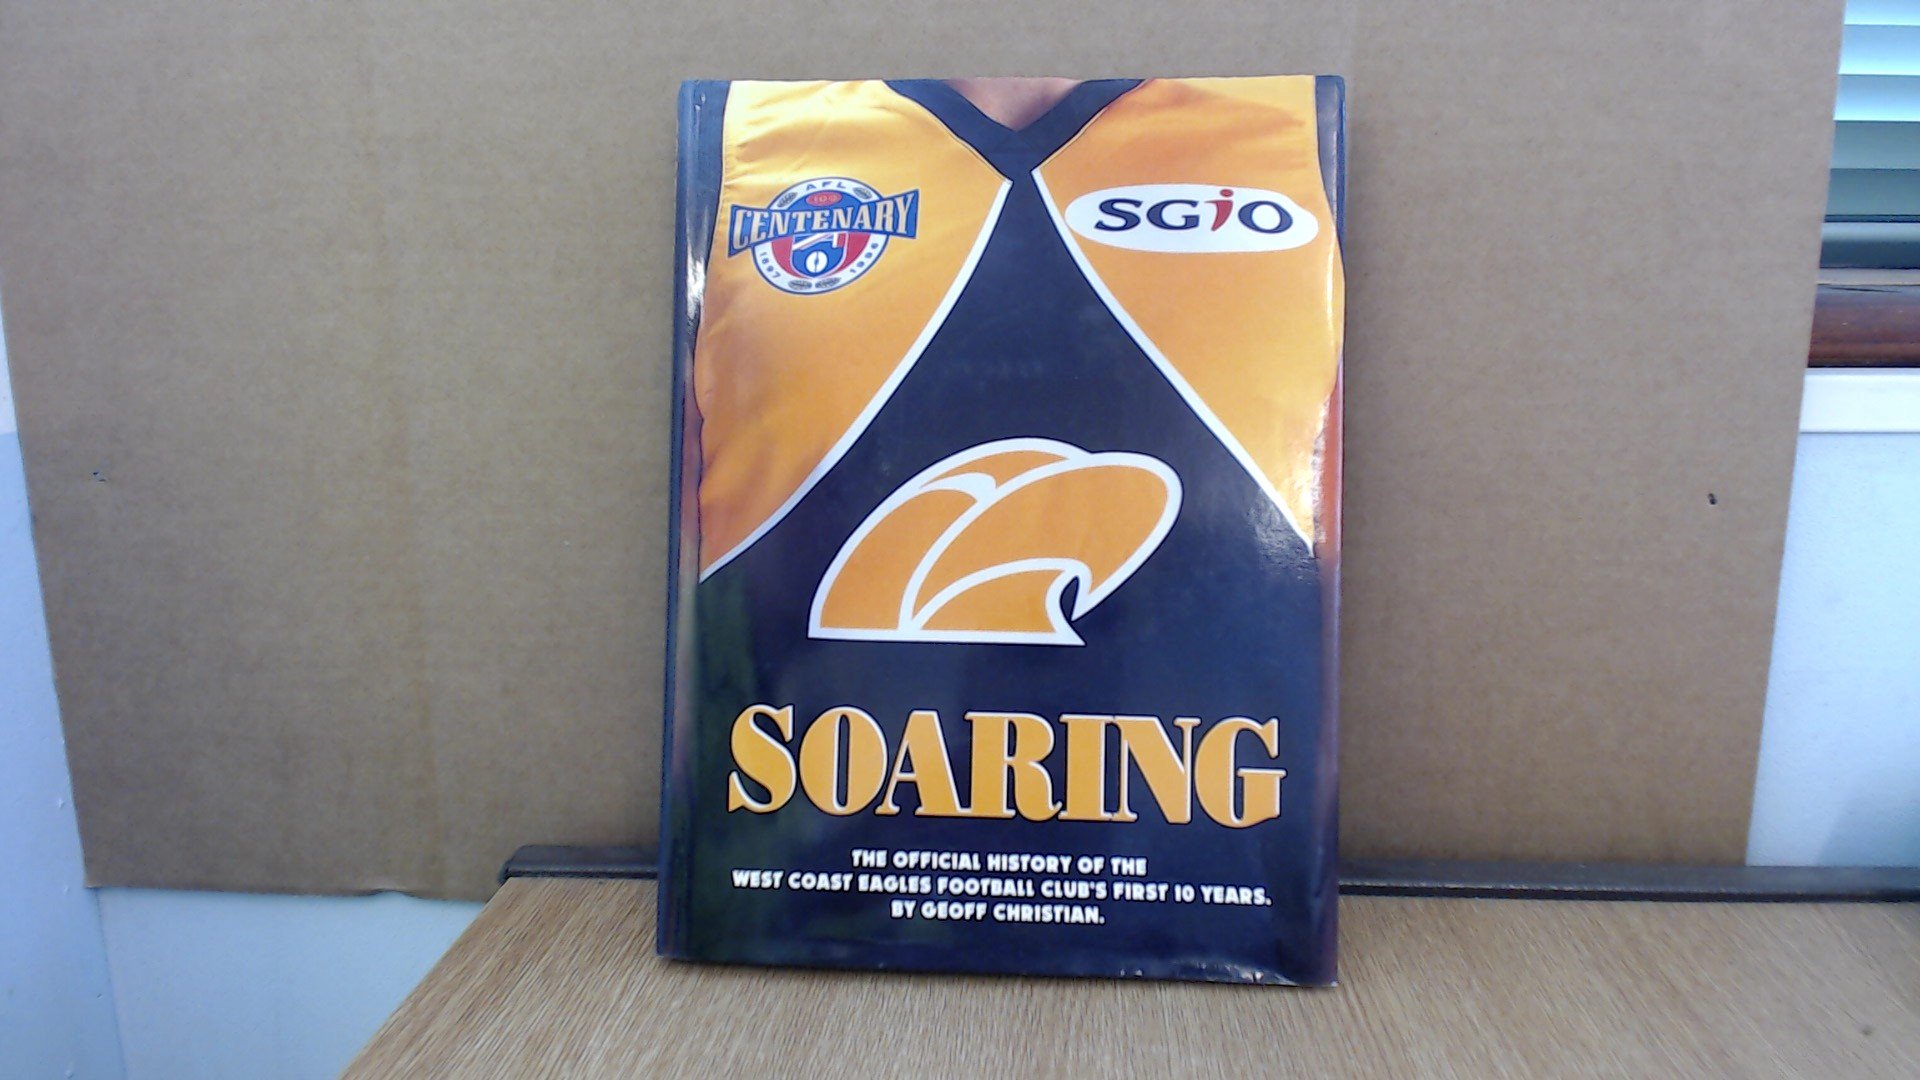 AFL
100
CENTENARY
1897 1996
SGiO
SOARING
THE OFFICIAL HISTORY OF THE
WEST COAST EAGLES FOOTBALL CLUB'S FIRST 10 YEARS.
BY GEOFF CHRISTIAN.